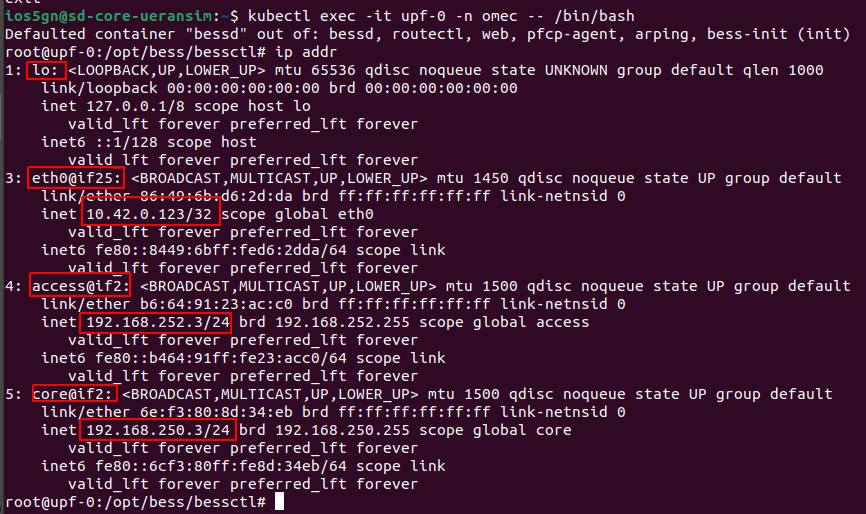 exit
ios5gn@sd-core-ueransim:~$ kubectl exec -it upf-0 -n omec -- /bin/bash
Defaulted container "bessd" out of: bessd, routectl, web, pfcp-agent, arping, bess-init (init)
root@upf-0:/opt/bess/bessctl# ip addr
1: lo: <LOOPBACK,UP,LOWER_UP> mtu 65536 qdisc noqueue state UNKNOWN group default qlen 1000
link/loopback 00:00:00:00:00:00 brd 00:00:00:00:00:00
inet 127.0.0.1/8 scope host lo
valid_lft forever preferred_lft forever
inet6 ::1/128 scope host
valid_lft forever preferred_lft forever
3: eth0@if25: <BROADCAST,MULTICAST,UP,LOWER_UP> mtu 1450 qdisc noqueue state UP group default
link/ether 86:49:6b:d6:2d:da brd ff:ff:ff:ff:ff:ff link-netnsid 0
inet 10.42.0.123/32 scope global eth0
valid_lft forever preferred_lft forever
inet6 fe80::8449:6bff:fed6:2dda/64 scope link
valid_lft forever preferred_lft forever
4: access@if2: <BROADCAST,MULTICAST,UP,LOWER_UP> mtu 1500 qdisc noqueue state UP group default
link/ether b6:64:91:23:ac:c0 brd ff:ff:ff:ff:ff:ff link-netnsid 0
inet 192.168.252.3/24 brd 192.168.252.255 scope global access
valid_lft forever preferred_lft forever
inet6 fe80::b464:91ff:fe23:acc0/64 scope link
valid_lft forever preferred_lft forever
5: core@if2: <BROADCAST,MULTICAST,UP,LOWER_UP> mtu 1500 qdisc noqueue state UP group default
link/ether 6e:f3:80:8d:34:eb brd ff:ff:ff:ff:ff:ff link-netnsid 0
inet 192.168.250.3/24 brd 192.168.250.255 scope global core
valid_lft forever preferred_lft forever
inet6 fe80::6cf3:80ff:fe8d:34eb/64 scope link
valid_lft forever preferred_lft forever
root@upf-0:/opt/bess/bessctl#